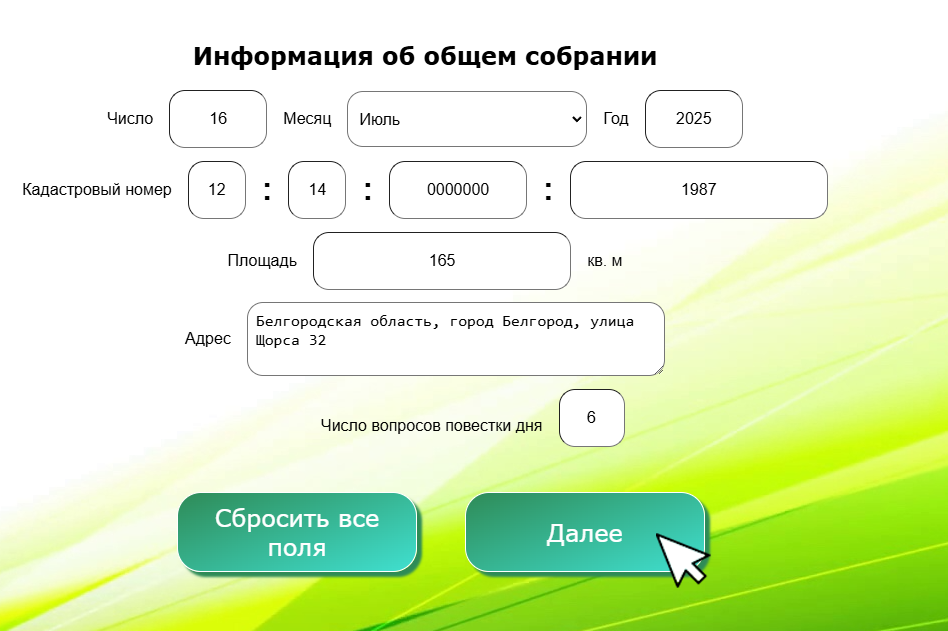 Информация об общем собрании
Число 16 Месяц Июль Год 2025
Кадастровый номер 12 : 14 : 0000000 : 1987
Площадь 165 кв. м
Адрес Белгородская область, город Белгород, улица
Щорса 32
Число вопросов повестки дня 6
Сбросить все
поля
Далее